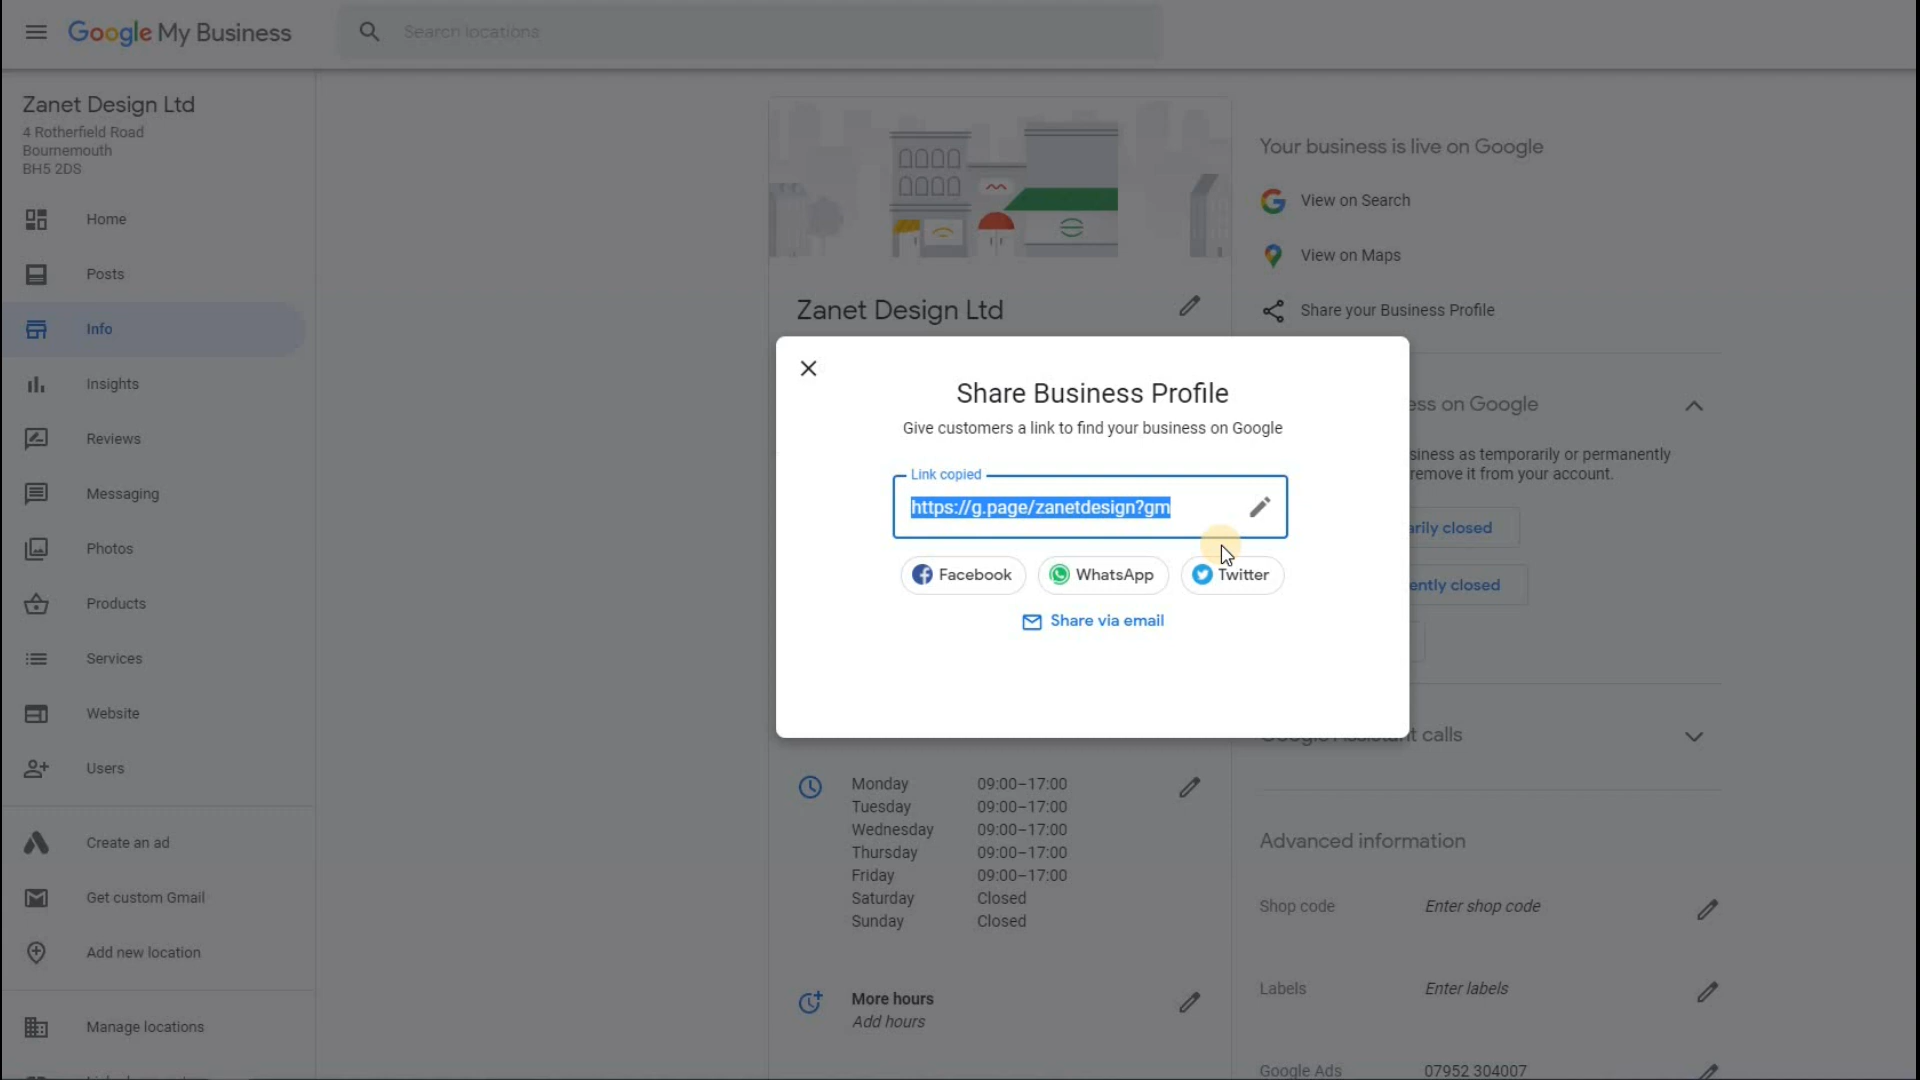 Google My Business
Search locations
Zanet Design Ltd
4 Rotherfield Road
Bournemouth
BH5 2DS
Home
Posts
Info
Insights
Reviews
Messaging
Photos
Products
Services
Website
Users
Create an ad
Get custom Gmail
Add new location
Manage locations
Zanet Design Ltd
Share Business Profile
Give customers a link to find your business on Google
Link copied
https://g.page/zanetdesign?gm
Facebook
WhatsApp
Twitter
Share via email
Monday 09:00–17:00
Tuesday 09:00–17:00
Wednesday 09:00–17:00
Thursday 09:00–17:00
Friday 09:00–17:00
Saturday Closed
Sunday Closed
More hours
Add hours
Your business is live on Google
View on Search
View on Maps
Share your Business Profile
on Google
as temporarily or permanently
remove it from your account.
closed
closed
calls
Advanced information
Shop code Enter shop code
Labels Enter labels
Google Ads 07952 304007